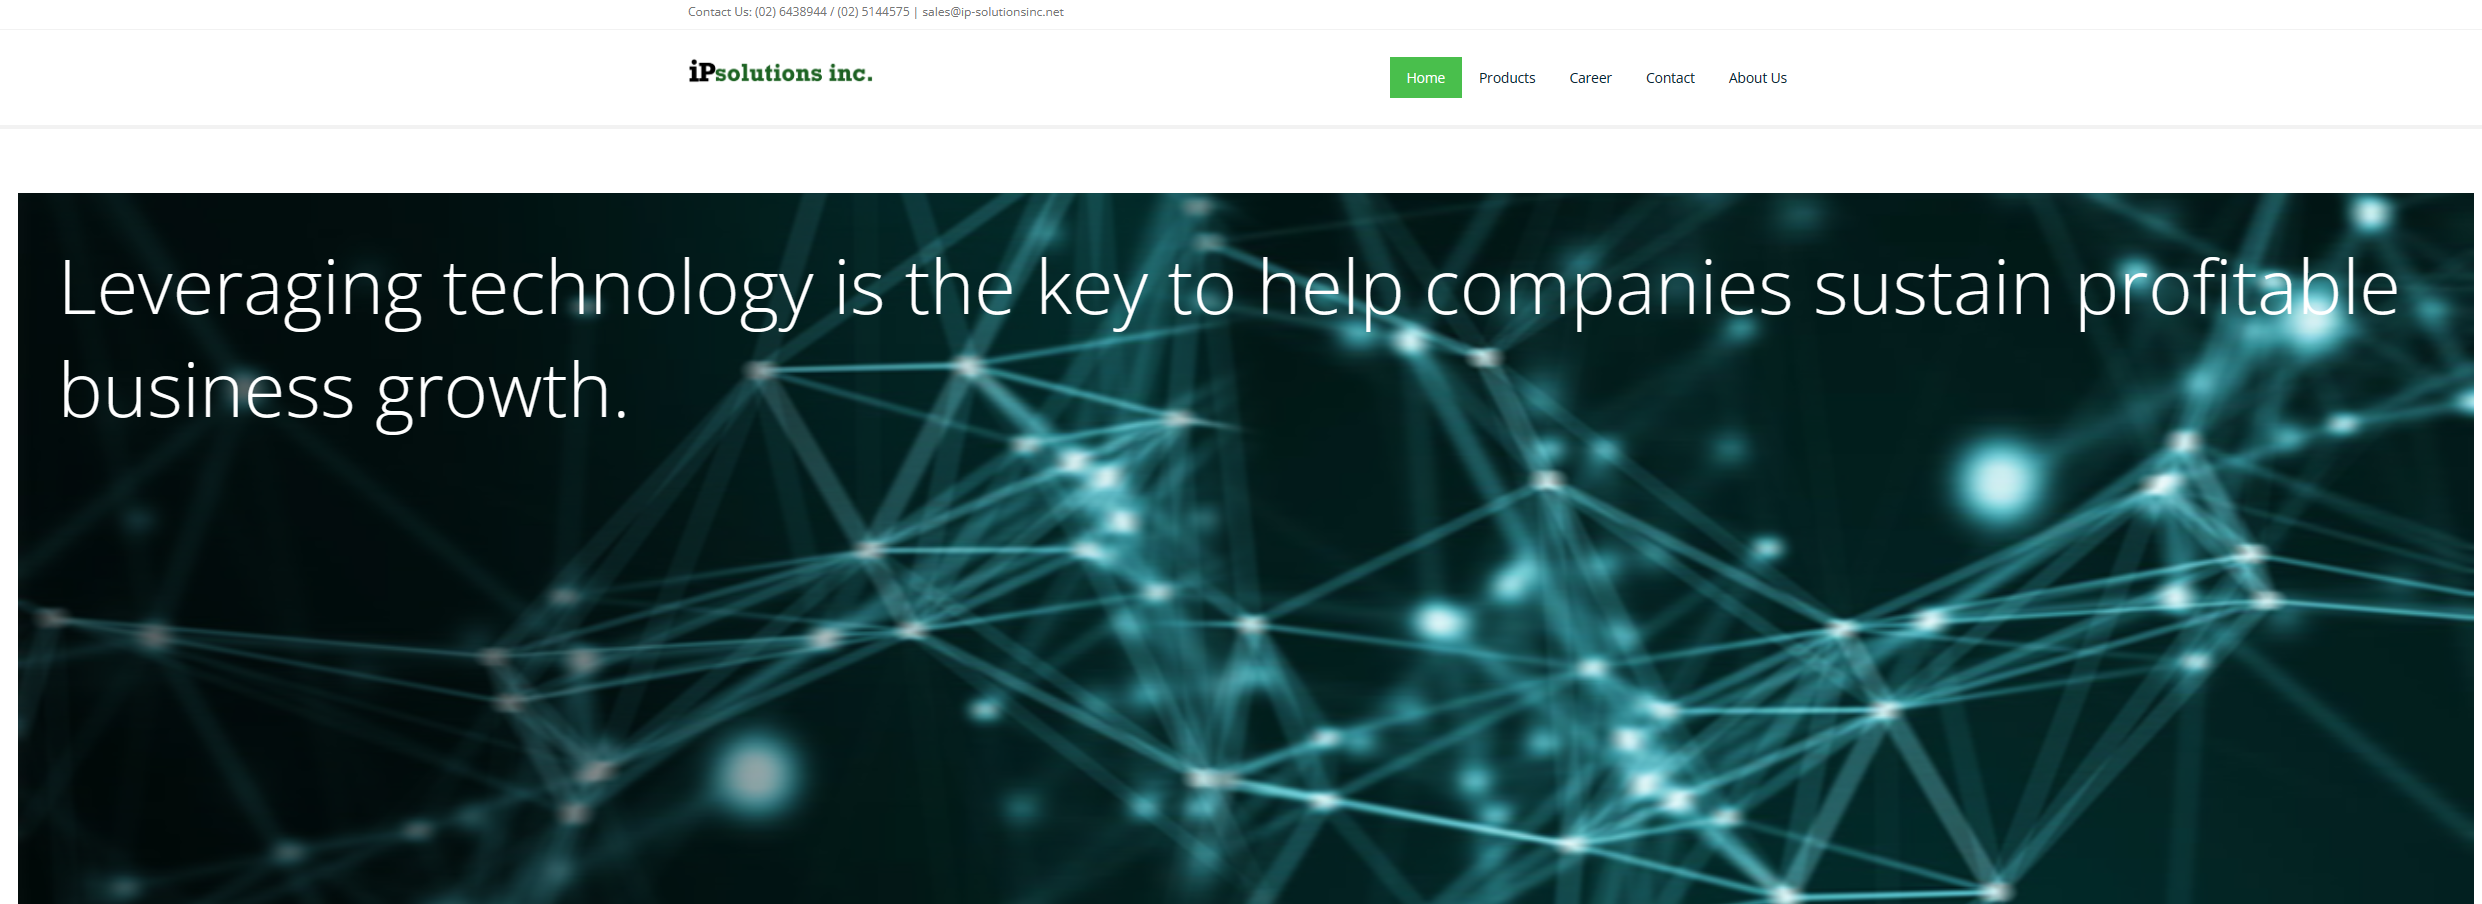 Contact Us: (02) 6438944 / (02) 5144575 | sales@ip-solutionsinc.net
iPsolutions inc.
Home Products Career Contact About Us
Leveraging technology is the key to help companies sustain profitable
business growth.